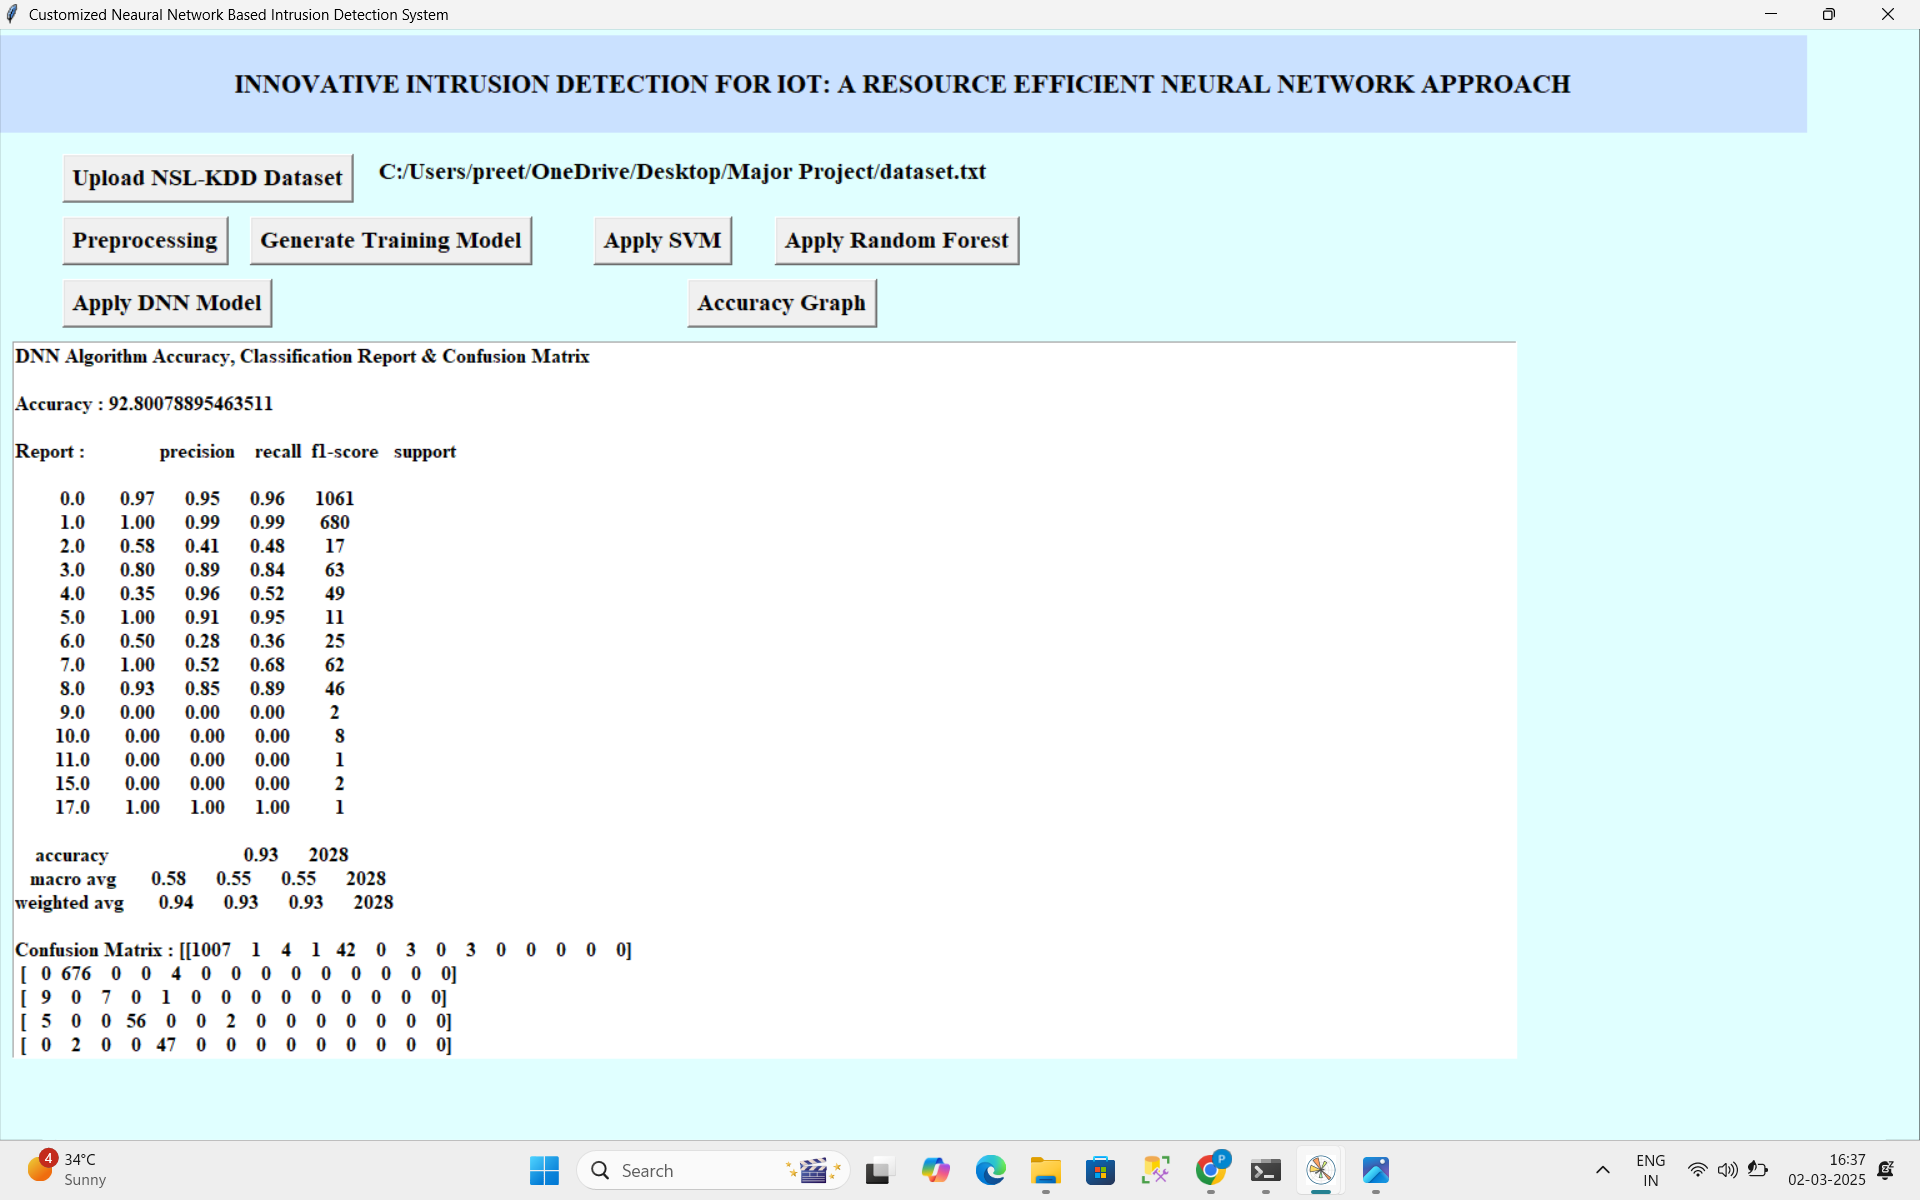 Customized Neaural Network Based Intrusion Detection System
INNOVATIVE INTRUSION DETECTION FOR IOT: A RESOURCE EFFICIENT NEURAL NETWORK APPROACH
Upload NSL-KDD Dataset C:/Users/preet/OneDrive/Desktop/Major Project/dataset.txt
Preprocessing Generate Training Model Apply SVM Apply Random Forest
Apply DNN Model Accuracy Graph
DNN Algorithm Accuracy, Classification Report & Confusion Matrix
Accuracy : 92.80078895463511
Report : precision recall f1-score support
0.0 0.97 0.95 0.96 1061
1.0 1.00 0.99 0.99 680
2.0 0.58 0.41 0.48 17
3.0 0.80 0.89 0.84 63
4.0 0.35 0.96 0.52 49
5.0 1.00 0.91 0.95 11
6.0 0.50 0.28 0.36 25
7.0 1.00 0.52 0.68 62
8.0 0.93 0.85 0.89 46
9.0 0.00 0.00 0.00 2
10.0 0.00 0.00 0.00 8
11.0 0.00 0.00 0.00 1
15.0 0.00 0.00 0.00 2
17.0 1.00 1.00 1.00 1
accuracy 0.93 2028
macro avg 0.58 0.55 0.55 2028
weighted avg 0.94 0.93 0.93 2028
Confusion Matrix : [[1007 1 4 1 42 0 3 0 3 0 0 0 0 0]
[ 0 676 0 0 4 0 0 0 0 0 0 0 0 0]
[ 9 0 7 0 1 0 0 0 0 0 0 0 0 0]
[ 5 0 0 56 0 0 2 0 0 0 0 0 0 0]
[ 0 2 0 0 47 0 0 0 0 0 0 0 0 0]
4 34°C
Sunny
Search
P
ENG
IN
16:37
02-03-2025